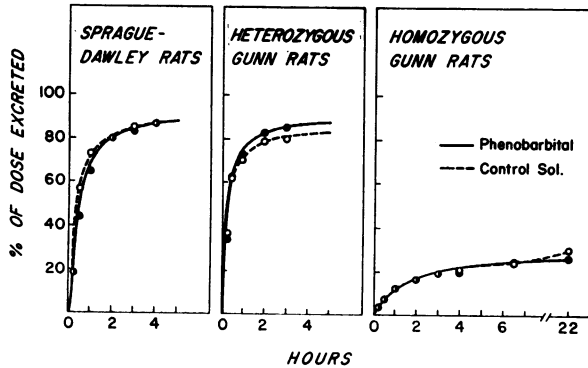 SPRAGUE-
DAWLEY RATS
HETEROZYGOUS
GUNN RATS
HOMOZYGOUS
GUNN RATS
% OF DOSE EXCRETED
100
80
60
40
20
Phenobarbital
Control Sol.
0 2 4
0 2 4
0 2 4 6 22
HOURS